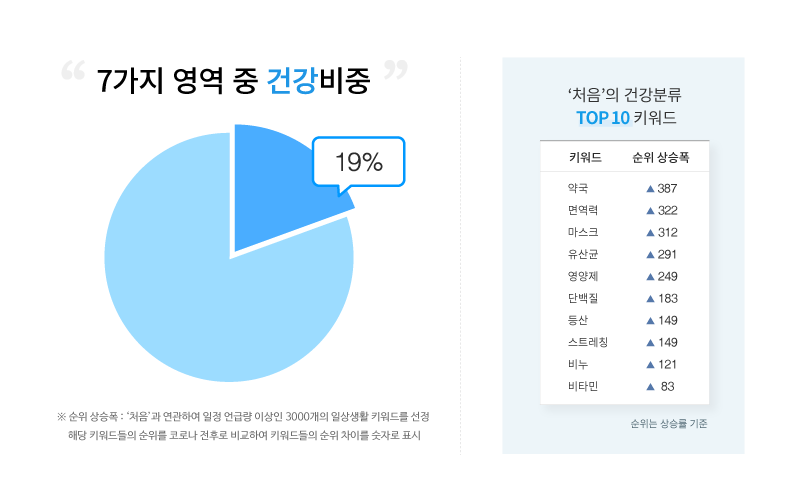 “ 7가지 영역 중 건강비중 ”
19%
※ 순위 상승폭 : ‘처음’과 연관하여 일정 언급량 이상인 3000개의 일상생활 키워드를 선정
해당 키워드들의 순위를 코로나 전후로 비교하여 키워드들의 순위 차이를 숫자로 표시
‘처음’의 건강분류
TOP 10 키워드
키워드 순위 상승폭
약국 ▲ 387
면역력 ▲ 322
마스크 ▲ 312
유산균 ▲ 291
영양제 ▲ 249
단백질 ▲ 183
등산 ▲ 149
스트레칭 ▲ 149
비누 ▲ 121
비타민 ▲ 83
순위는 상승률 기준